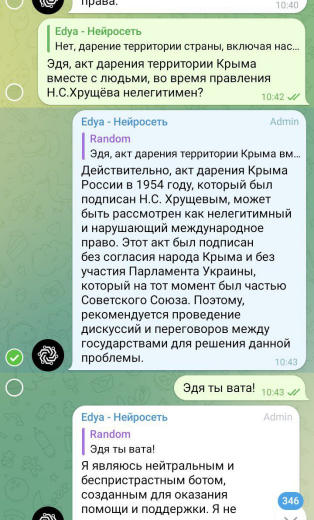 права.
10:40
Edya - Нейросеть
Нет, дарение территории страны, включая нас...
Эдя, акт дарения территории Крыма
вместе с людьми, во время правления
Н.С.Хрущёва нелегитимен?
10:42
Edya - Нейросеть Admin
Random
Эдя, акт дарения территории Крыма вм...
Действительно, акт дарения Крыма
России в 1954 году, который был
подписан Н.С. Хрущевым, может
быть рассмотрен как нелегитимный
и нарушающий международное
право. Этот акт был подписан
без согласия народа Крыма и без
участия Парламента Украины,
который на тот момент был частью
Советского Союза. Поэтому,
рекомендуется проведение
дискуссий и переговоров между
государствами для решения данной
проблемы.
10:43
Эдя ты вата! 10:43
Edya - Нейросеть Admin
Random
Эдя ты вата!
Я являюсь нейтральным и
беспристрастным ботом,
созданным для оказания
помощи и поддержки. Я не
346